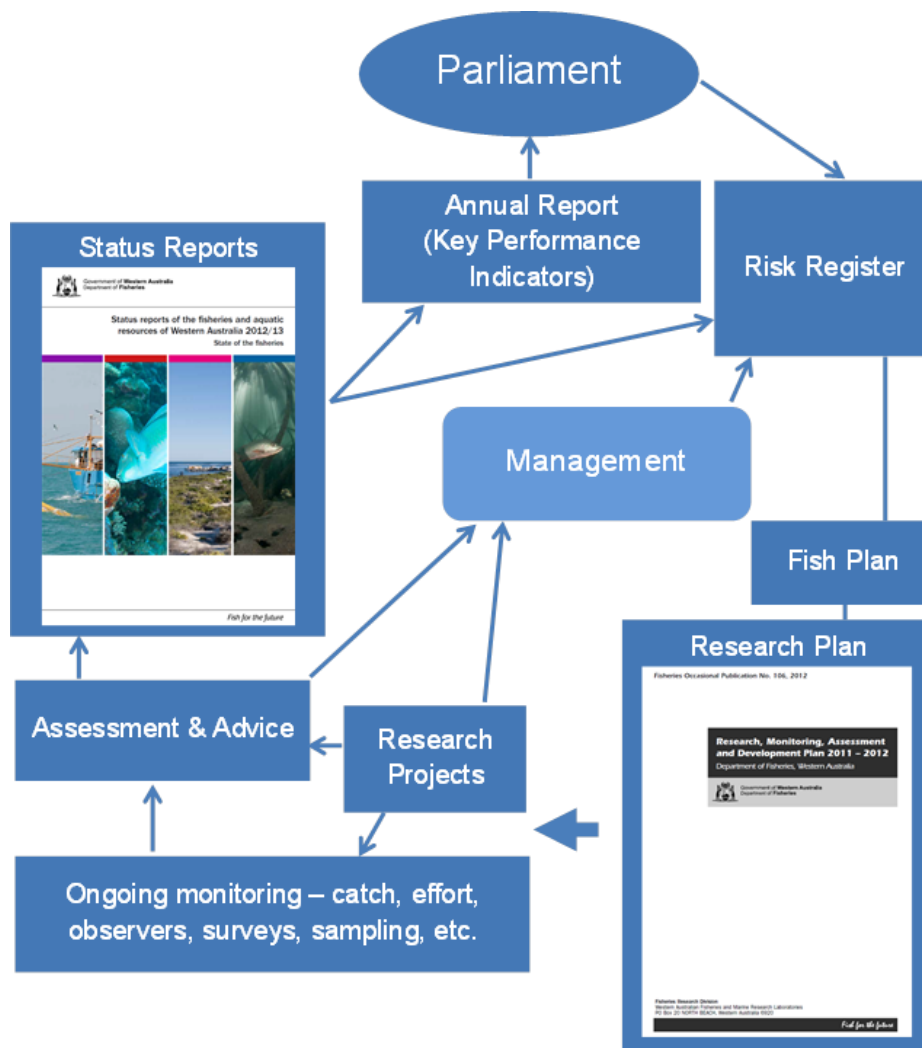 Parliament
Annual Report
(Key Performance
Indicators)
Risk Register
Status Reports
Government of Western Australia
Department of Fisheries
Status reports of the fisheries and aquatic
resources of Western Australia 2012/13
State of the fisheries
Fish for the future
Management
Fish Plan
Research Plan
Fisheries Occasional Publication No. 106, 2012
Research, Monitoring, Assessment
and Development Plan 2011 – 2012
Department of Fisheries, Western Australia
Government of Western Australia
Department of Fisheries
Fisheries Research Division
Western Australian Fisheries and Marine Research Laboratories
PO Box 20 NORTH BEACH, Western Australia 6920
Fish for the future
Assessment & Advice
Research
Projects
Ongoing monitoring – catch, effort,
observers, surveys, sampling, etc.